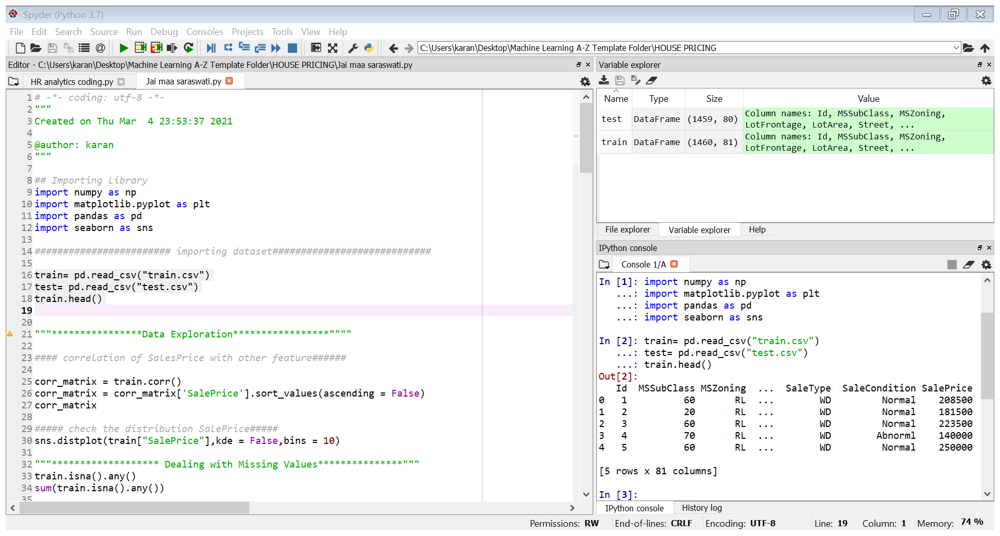 Spyder (Python 3.7)
File Edit Search Source Run Debug Consoles Projects Tools View Help
C:\Users\karan\Desktop\Machine Learning A-Z Template Folder\HOUSE PRICING
Editor - C:\Users\karan\Desktop\Machine Learning A-Z Template Folder\HOUSE PRICING\Jai maa saraswati.py
HR analytics coding.py Jai maa saraswati.py
1 # -*- coding: utf-8 -*-
2 """
3 Created on Thu Mar  4 23:53:37 2021
4
5 @author: karan
6 """
7
8 ## Importing Library
9 import numpy as np
10 import matplotlib.pyplot as plt
11 import pandas as pd
12 import seaborn as sns
13
14 ######################## importing dataset############################
15
16 train= pd.read_csv("train.csv")
17 test= pd.read_csv("test.csv")
18 train.head()
19
20
21 """****************Data Exploration*****************""""
22
23 #### correlation of SalesPrice with other feature######
24
25 corr_matrix = train.corr()
26 corr_matrix = corr_matrix['SalePrice'].sort_values(ascending = False)
27 corr_matrix
28
29 ##### check the distribution SalePrice#####
30 sns.distplot(train["SalePrice"],kde = False,bins = 10)
31
32 """******************* Dealing with Missing Values***************"""
33 train.isna().any()
34 sum(train.isna().any())
35
Variable explorer
Name Type Size Value
test DataFrame (1459, 80) Column names: Id, MSSubClass, MSZoning,
LotFrontage, LotArea, Street, ...
train DataFrame (1460, 81) Column names: Id, MSSubClass, MSZoning,
LotFrontage, LotArea, Street, ...
File explorer Variable explorer Help
IPython console
Console 1/A
In [1]: import numpy as np
...: import matplotlib.pyplot as plt
...: import pandas as pd
...: import seaborn as sns
In [2]: train= pd.read_csv("train.csv")
...: test= pd.read_csv("test.csv")
...: train.head()
Out[2]:
Id MSSubClass MSZoning ... SaleType SaleCondition SalePrice
0 1 60 RL ... WD Normal 208500
1 2 20 RL ... WD Normal 181500
2 3 60 RL ... WD Normal 223500
3 4 70 RL ... WD Abnorml 140000
4 5 60 RL ... WD Normal 250000
[5 rows x 81 columns]
In [3]:
IPython console History log
Permissions: RW End-of-lines: CRLF Encoding: UTF-8 Line: 19 Column: 1 Memory: 74 %